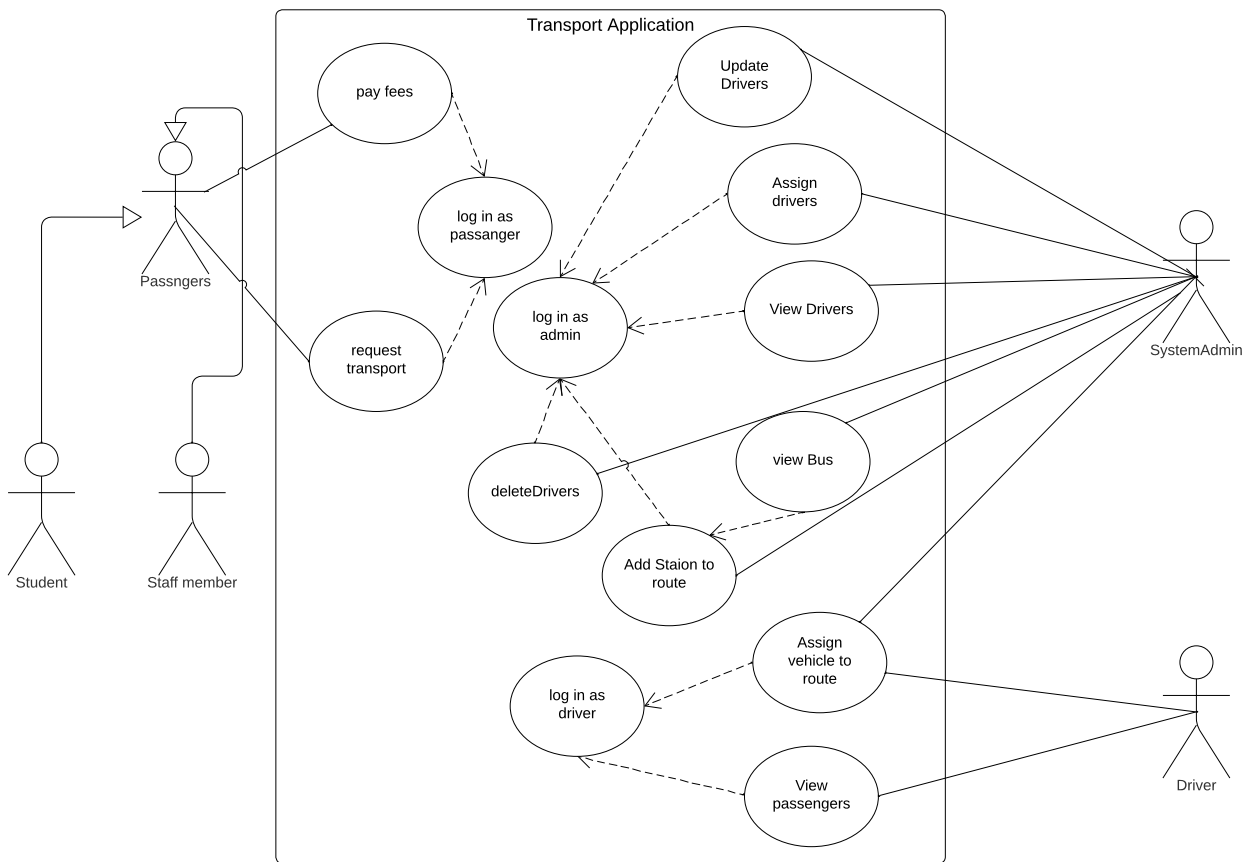 Transport Application
pay fees
Update
Drivers
Assign
drivers
log in as
passanger
Passngers
View Drivers
log in as
admin
SystemAdmin
request
transport
view Bus
deleteDrivers
Add Staion to
route
Student
Staff member
Assign
vehicle to
route
log in as
driver
Driver
View
passengers